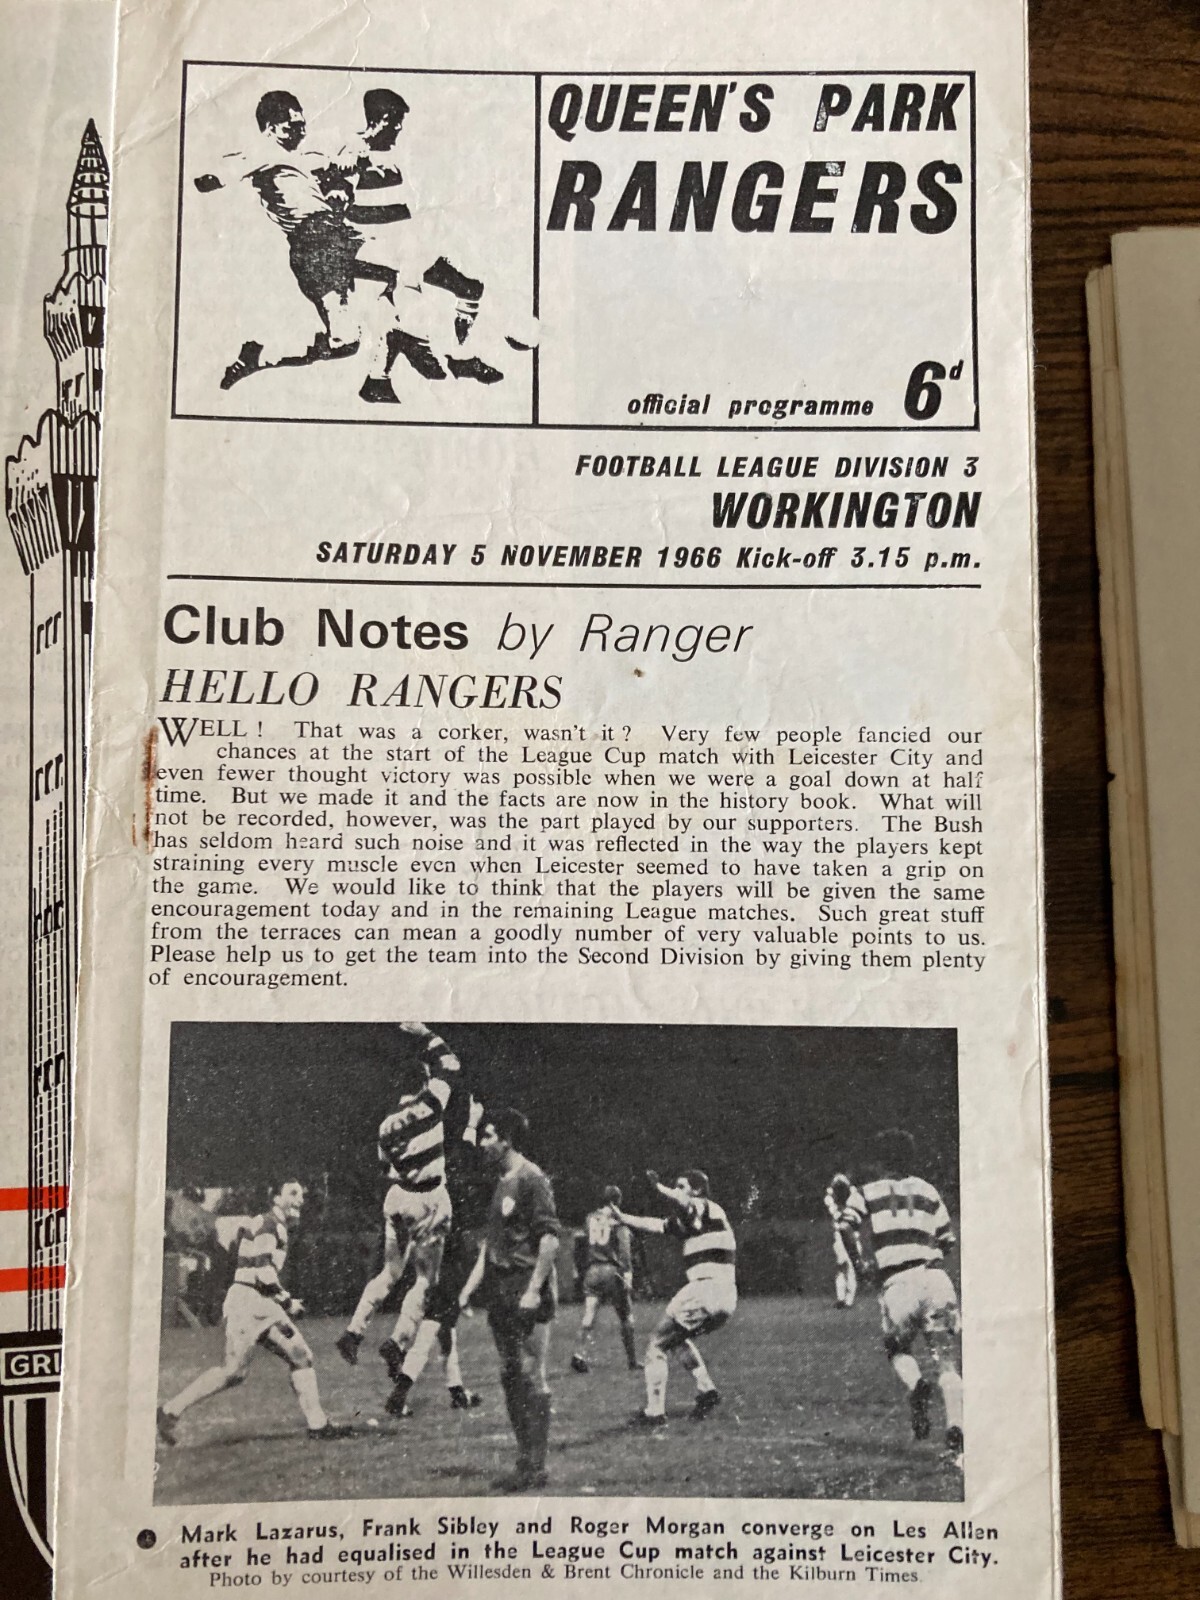 QUEEN'S PARK
RANGERS
official programme 6d
FOOTBALL LEAGUE DIVISION 3
WORKINGTON
SATURDAY 5 NOVEMBER 1966 Kick-off 3.15 p.m.
Club Notes by Ranger
HELLO RANGERS
WELL ! That was a corker, wasn't it ? Very few people fancied our
chances at the start of the League Cup match with Leicester City and
even fewer thought victory was possible when we were a goal down at half
time. But we made it and the facts are now in the history book. What will
not be recorded, however, was the part played by our supporters. The Bush
has seldom heard such noise and it was reflected in the way the players kept
straining every muscle even when Leicester seemed to have taken a grip on
the game. We would like to think that the players will be given the same
encouragement today and in the remaining League matches. Such great stuff
from the terraces can mean a goodly number of very valuable points to us.
Please help us to get the team into the Second Division by giving them plenty
of encouragement.
10
GRI
Mark Lazarus, Frank Sibley and Roger Morgan converge on Les Allen
after he had equalised in the League Cup match against Leicester City.
Photo by courtesy of the Willesden & Brent Chronicle and the Kilburn Times.